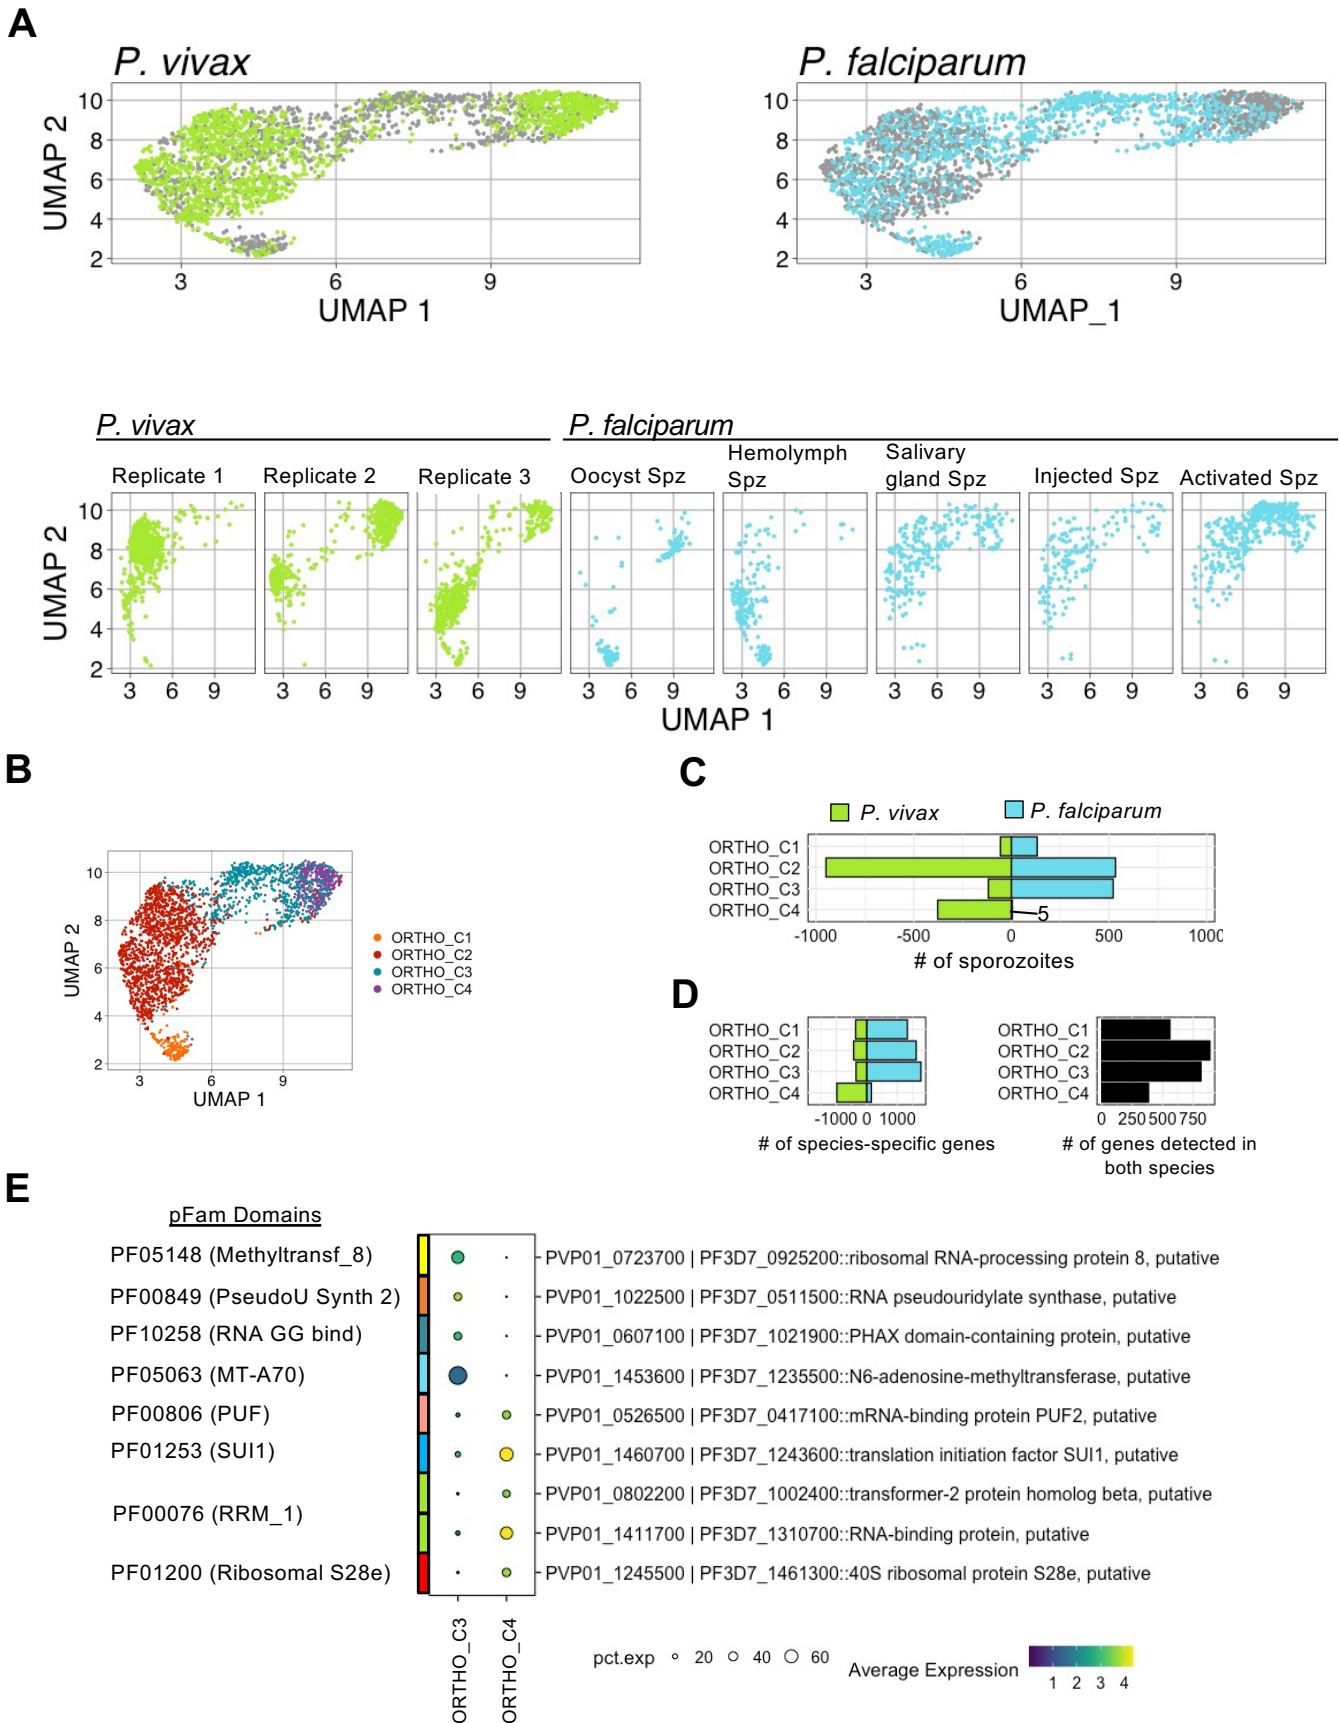 A
P. vivax
P. falciparum
10
8
6
4
2
UMAP 2
3 6 9
UMAP 1
10
8
6
4
2
3 6 9
UMAP_1
P. vivax
P. falciparum
Replicate 1
Replicate 2
Replicate 3
Oocyst Spz
Hemolymph
Spz
Salivary
gland Spz
Injected Spz
Activated Spz
10
8
6
4
2
UMAP 2
3 6 9 3 6 9 3 6 9 3 6 9 3 6 9 3 6 9 3 6 9 3 6 9
UMAP 1
B
10
8
6
4
2
UMAP 2
3 6 9
UMAP 1
ORTHO_C1
ORTHO_C2
ORTHO_C3
ORTHO_C4
C
P. vivax
P. falciparum
ORTHO_C1
ORTHO_C2
ORTHO_C3
ORTHO_C4
5
-1000 -500 0 500 1000
# of sporozoites
D
ORTHO_C1
ORTHO_C2
ORTHO_C3
ORTHO_C4
-1000 0 1000
# of species-specific genes
ORTHO_C1
ORTHO_C2
ORTHO_C3
ORTHO_C4
0 250 500 750
# of genes detected in
both species
E
pFam Domains
PF05148 (Methyltransf_8)
PF00849 (PseudoU Synth 2)
PF10258 (RNA GG bind)
PF05063 (MT-A70)
PF00806 (PUF)
PF01253 (SUI1)
PF00076 (RRM_1)
PF01200 (Ribosomal S28e)
PVP01_0723700 | PF3D7_0925200::ribosomal RNA-processing protein 8, putative
PVP01_1022500 | PF3D7_0511500::RNA pseudouridylate synthase, putative
PVP01_0607100 | PF3D7_1021900::PHAX domain-containing protein, putative
PVP01_1453600 | PF3D7_1235500::N6-adenosine-methyltransferase, putative
PVP01_0526500 | PF3D7_0417100::mRNA-binding protein PUF2, putative
PVP01_1460700 | PF3D7_1243600::translation initiation factor SUI1, putative
PVP01_0802200 | PF3D7_1002400::transformer-2 protein homolog beta, putative
PVP01_1411700 | PF3D7_1310700::RNA-binding protein, putative
PVP01_1245500 | PF3D7_1461300::40S ribosomal protein S28e, putative
ORTHO_C3
ORTHO_C4
pct.exp 20 40 60
Average Expression
1 2 3 4